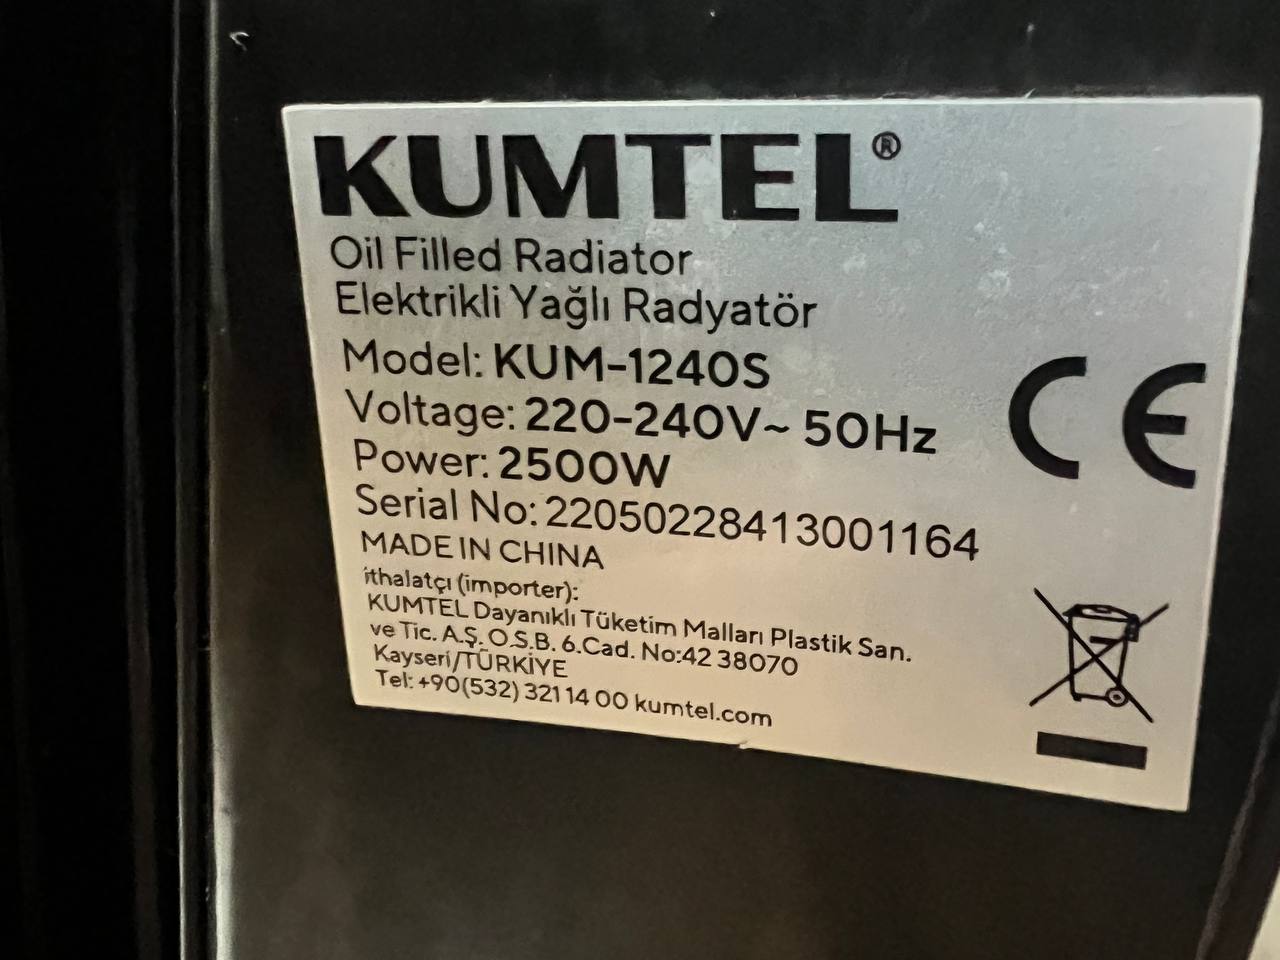 KUMTEL®
Oil Filled Radiator
Elektrikli Yağlı Radyatör
Model: KUM-1240S
Voltage: 220-240V~ 50Hz
Power: 2500W
Serial No: 22050228413001164
MADE IN CHINA
ithalatçı (importer):
KUMTEL Dayanıklı Tüketim Malları Plastik San.
ve Tic. A.Ş. O.S.B. 6.Cad. No:42 38070
Kayseri/TÜRKİYE
Tel: +90(532) 321 14 00 kumtel.com
CE